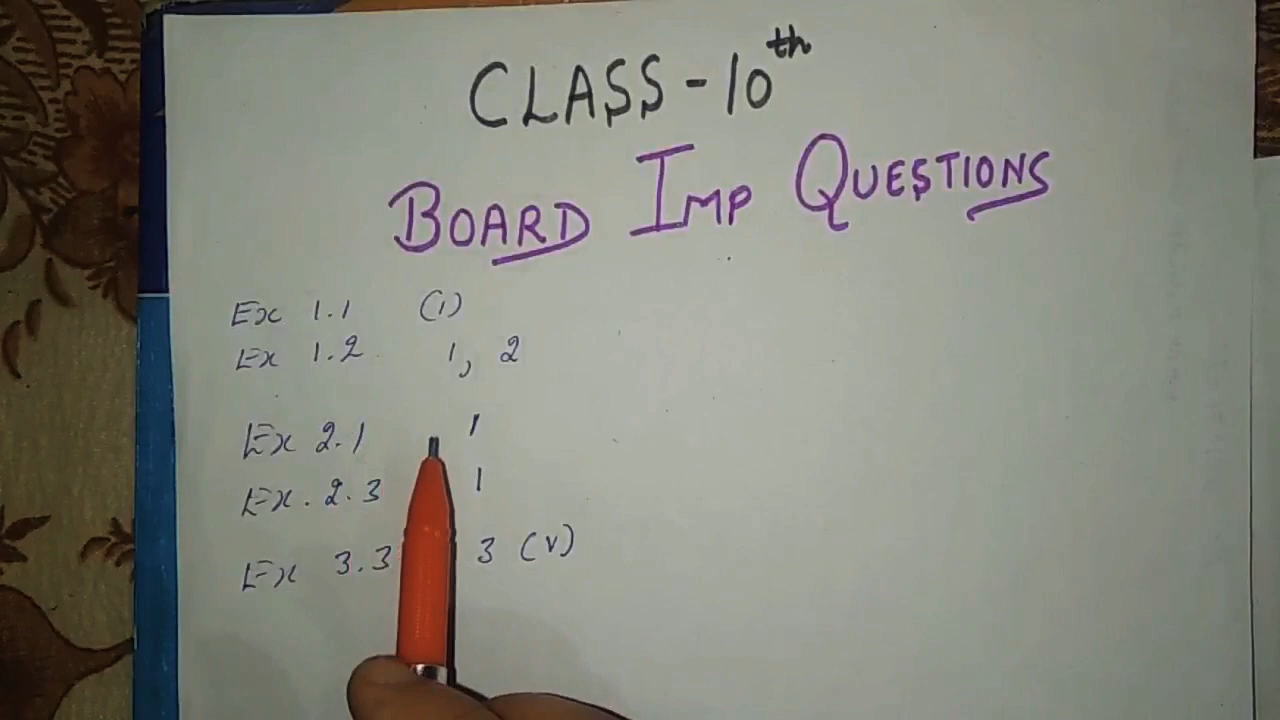 CLASS-10th
BOARD IMP QUESTIONS
Ex 1.1 (1)
Ex 1.2 1, 2
Ex 2.1 1
Ex. 2.3 1
Ex 3.3 3 (v)